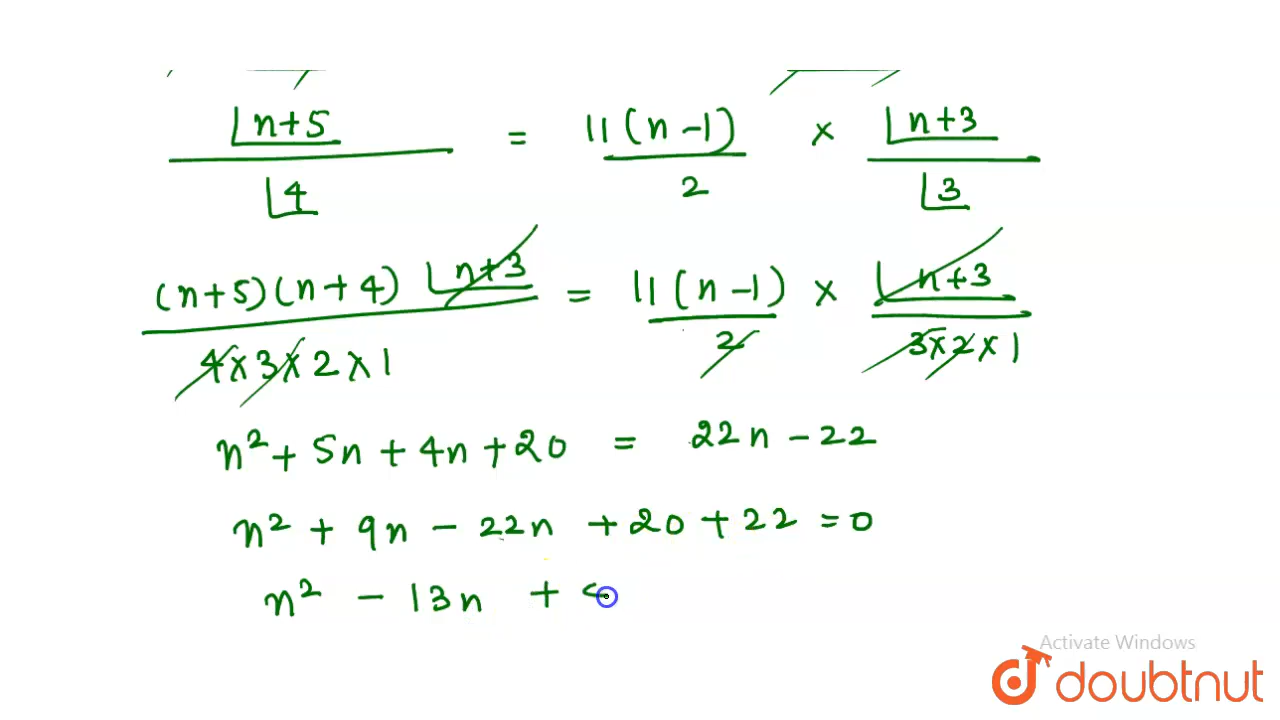 ⌊n+5 / ⌊4 = 11(n-1) / 2 × ⌊n+3 / ⌊3
(n+5)(n+4) ⌊n+3 / 4×3×2×1 = 11(n-1) / 2 × ⌊n+3 / 3×2×1
n² + 5n + 4n + 20 = 22n - 22
n² + 9n - 22n + 20 + 22 = 0
n² - 13n +
Activate Windows
doubtnut